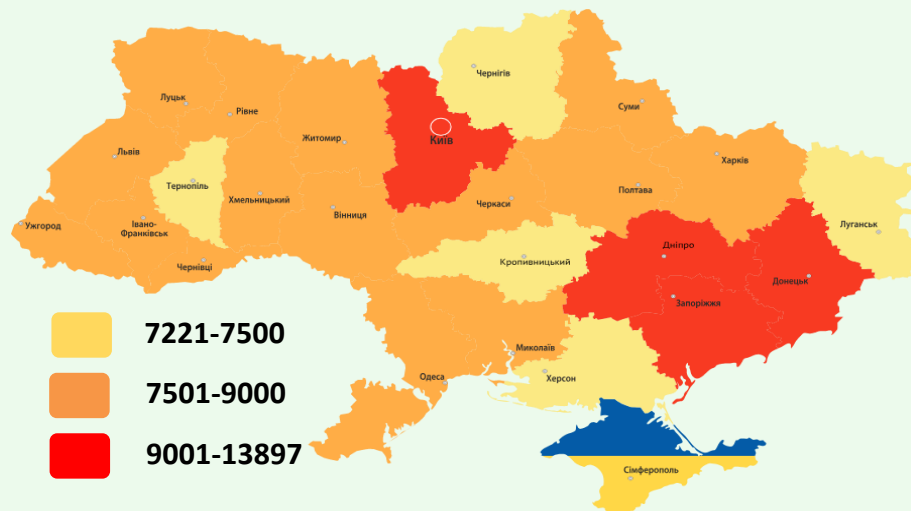 Чернігів
Луцьк
Рівне
Суми
Житомир
Київ
Львів
Харків
Тернопіль
Хмельницький
Полтава
Черкаси
Вінниця
Ужгород
Івано-
Франківськ
Луганськ
Чернівці
Кропивницький
Дніпро
Донецьк
Запоріжжя
7221-7500
Миколаїв
Одеса
Херсон
7501-9000
9001-13897
Сімферополь